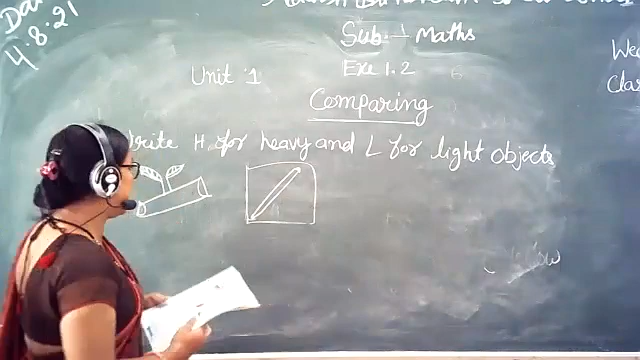 Date
4.8.21
Sub:- Maths
Unit :1
Exe 1.2
Comparing
Write H, for heavy and L for light objects